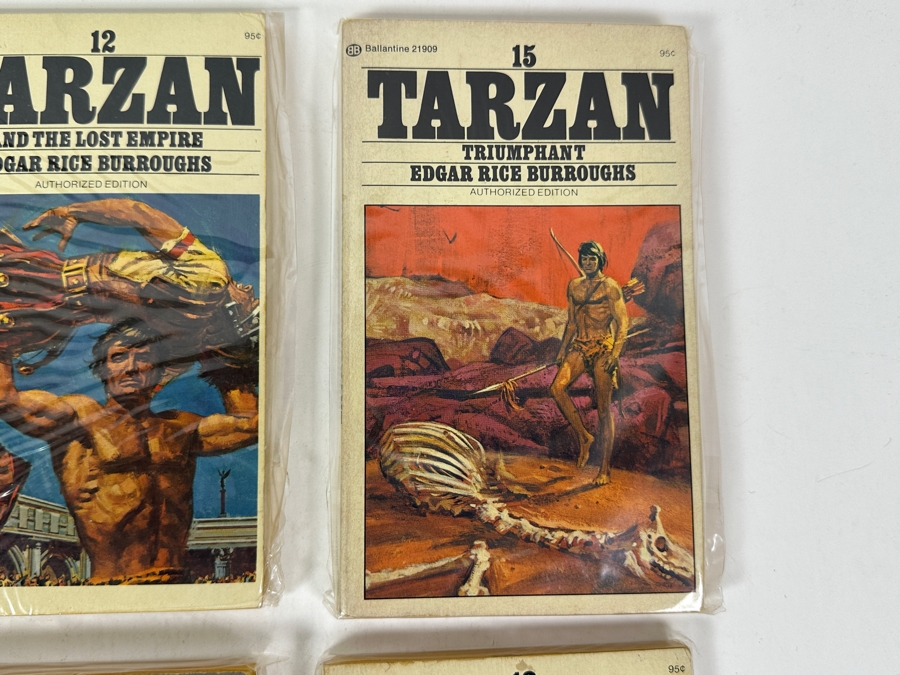 12
95¢
ARZAN
AND THE LOST EMPIRE
DGAR RICE BURROUGHS
AUTHORIZED EDITION
BB Ballantine 21909
15
95¢
TARZAN
TRIUMPHANT
EDGAR RICE BURROUGHS
AUTHORIZED EDITION
95¢